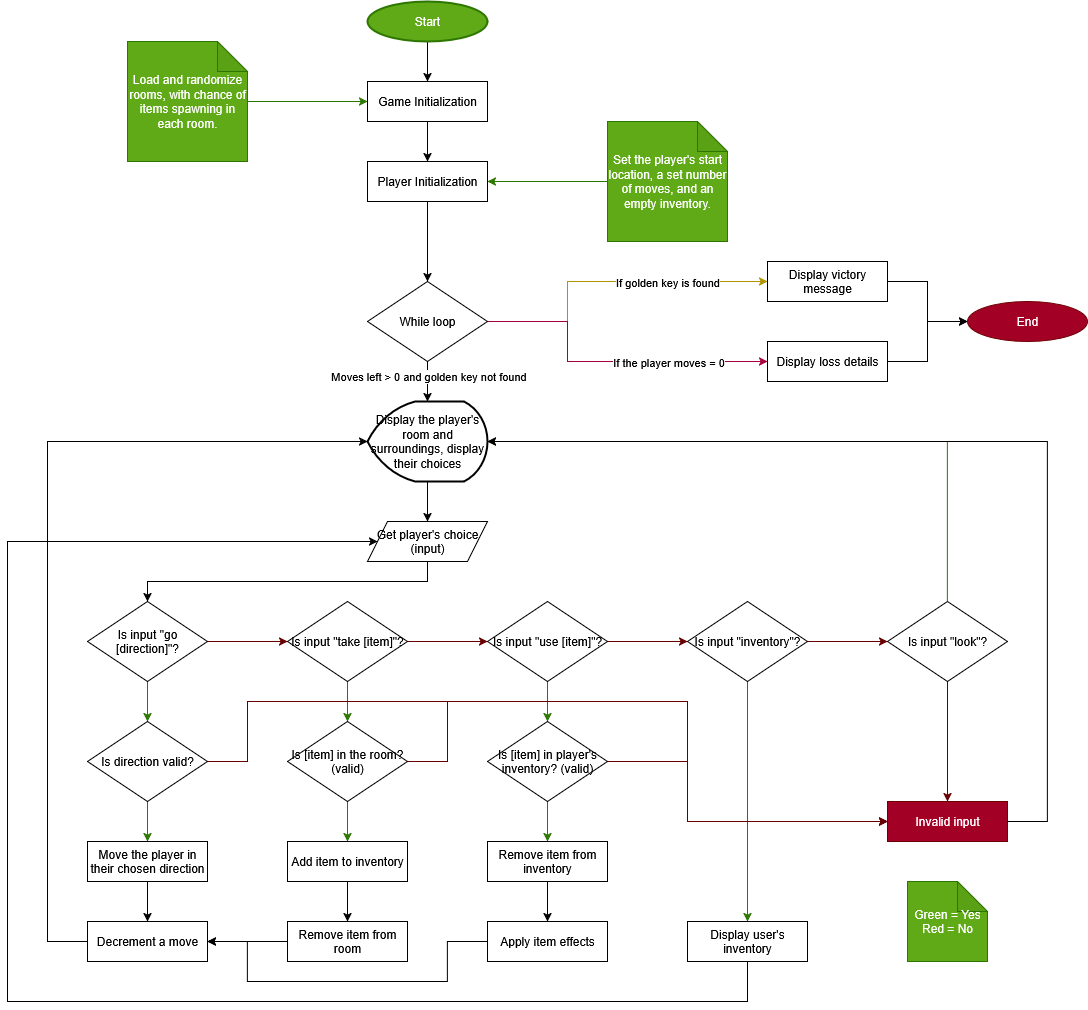 Start
Load and randomize
rooms, with chance of
items spawning in
each room.
Game Initialization
Set the player's start
location, a set number
of moves, and an
empty inventory.
Player Initialization
If golden key is found
Display victory
message
While loop
End
If the player moves = 0
Display loss details
Moves left > 0 and golden key not found
Display the player's
room and
surroundings, display
their choices
Get player's choice
(input)
Is input "go
[direction]"?
Is input "take [item]"?
Is input "use [item]"?
Is input "inventory"?
Is input "look"?
Is direction valid?
Is [item] in the room?
(valid)
Is [item] in player's
inventory? (valid)
Invalid input
Move the player in
their chosen direction
Add item to inventory
Remove item from
inventory
Green = Yes
Red = No
Decrement a move
Remove item from
room
Apply item effects
Display user's
inventory